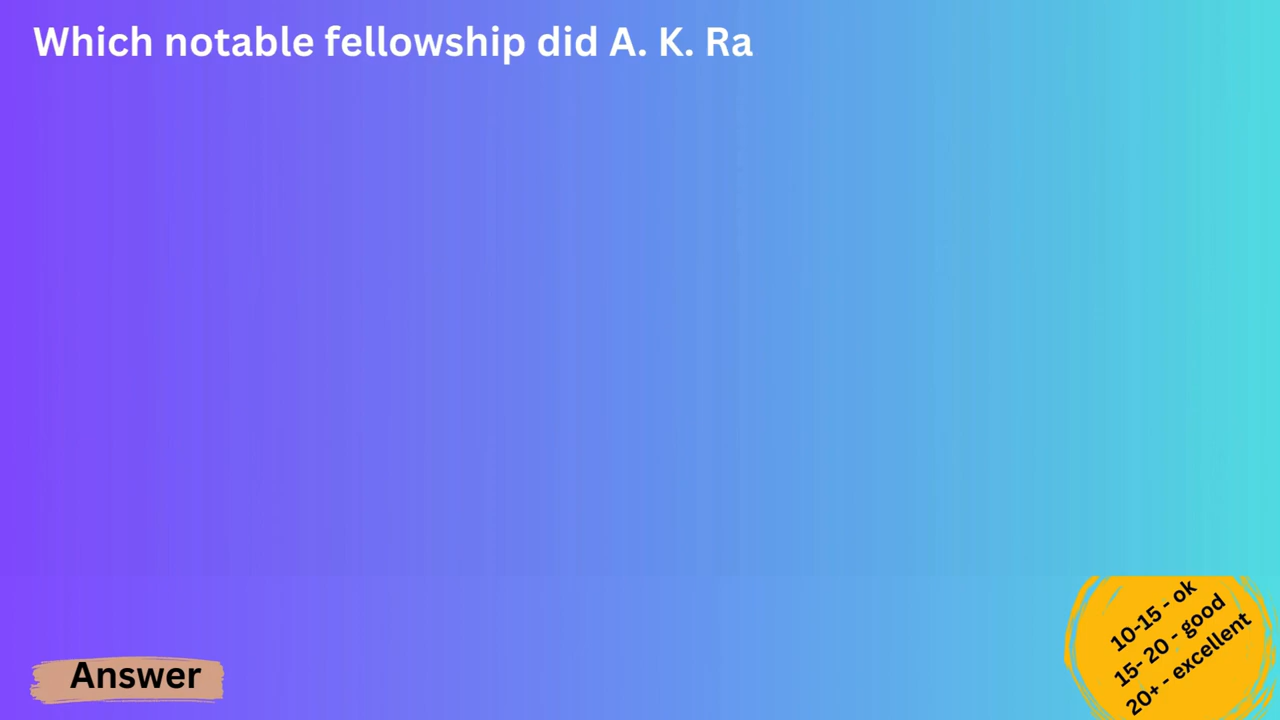 Which notable fellowship did A. K. Ra
Answer
10-15 - ok
15- 20 - good
20+ - excellent